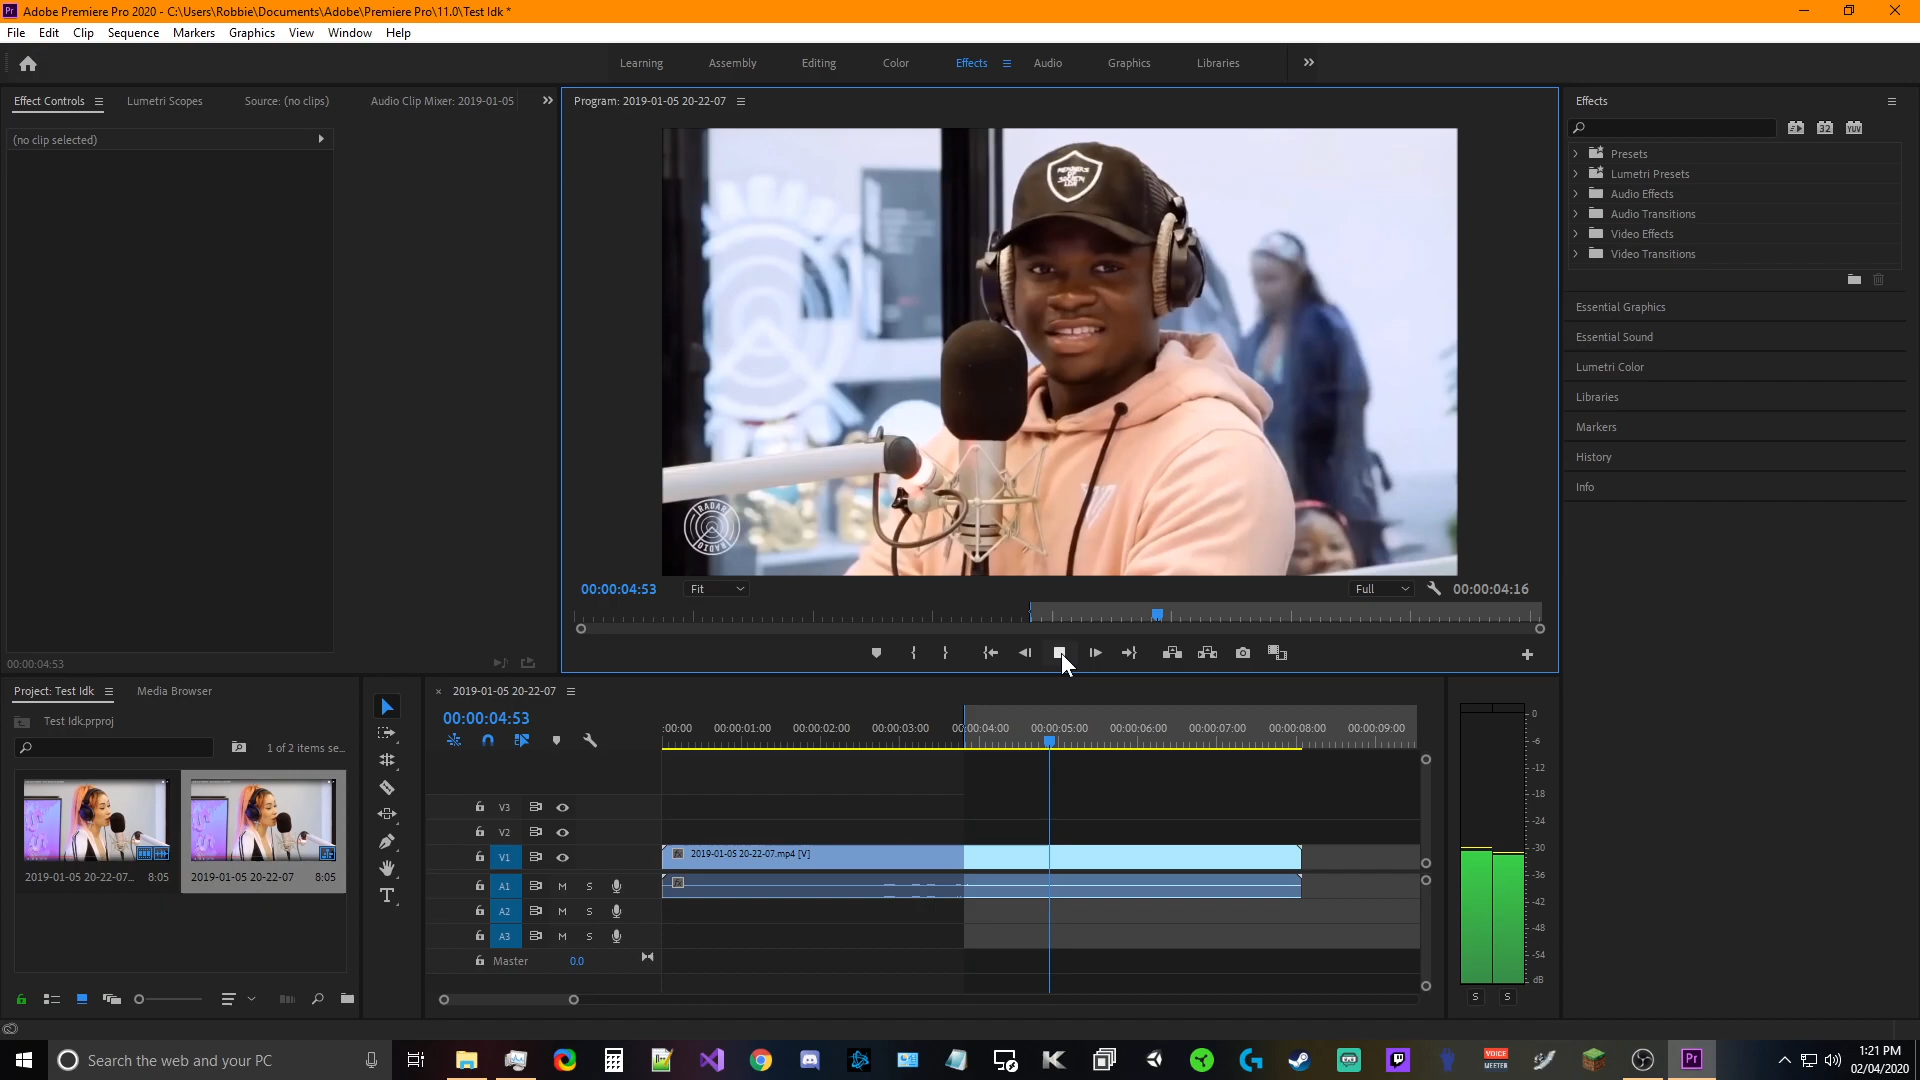 Adobe Premiere Pro 2020 - C:\Users\Robbie\Documents\Adobe\Premiere Pro\11.0\Test Idk *
File Edit Clip Sequence Markers Graphics View Window Help
Learning Assembly Editing Color Effects Audio Graphics Libraries
Effect Controls Lumetri Scopes Source: (no clips) Audio Clip Mixer: 2019-01-05
(no clip selected)
00:00:04:53
Program: 2019-01-05 20-22-07
RADAR
RADIO
00:00:04:53 Fit Full 00:00:04:16
Effects
32 YUV
Presets
Lumetri Presets
Audio Effects
Audio Transitions
Video Effects
Video Transitions
Essential Graphics
Essential Sound
Lumetri Color
Libraries
Markers
History
Info
Project: Test Idk Media Browser
Test Idk.prproj
1 of 2 items se...
2019-01-05 20-22-07... 8:05
2019-01-05 20-22-07 8:05
× 2019-01-05 20-22-07
00:00:04:53
:00:00 00:00:01:00 00:00:02:00 00:00:03:00 00:00:04:00 00:00:05:00 00:00:06:00 00:00:07:00 00:00:08:00 00:00:09:00
V3
V2
V1 2019-01-05 20-22-07.mp4 [V]
A1 M S
A2 M S
A3 M S
Master 0.0
0
-6
-12
-18
-24
-30
-36
-42
-48
-54
dB
S S
Search the web and your PC
VOICE
MEETER
Pr
1:21 PM
02/04/2020